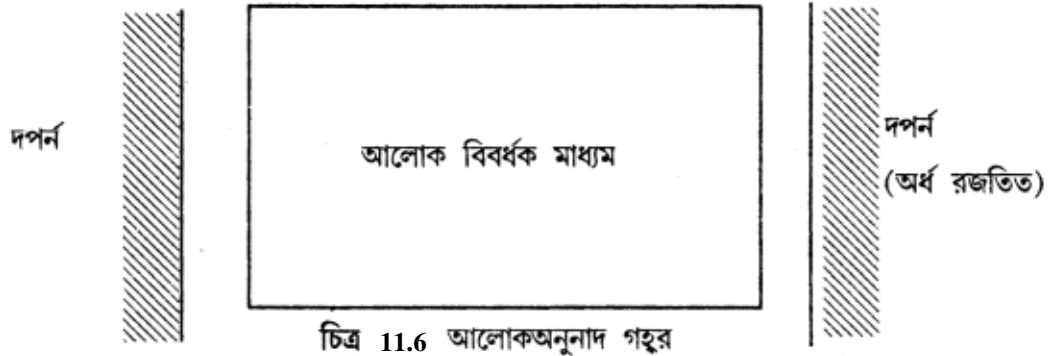 দপর্ন
আলোক বিবর্ধক মাধ্যম
দপর্ন
(অর্ধ রজতিত)
চিত্র 11.6 আলোকঅনুনাদ গহ্বর